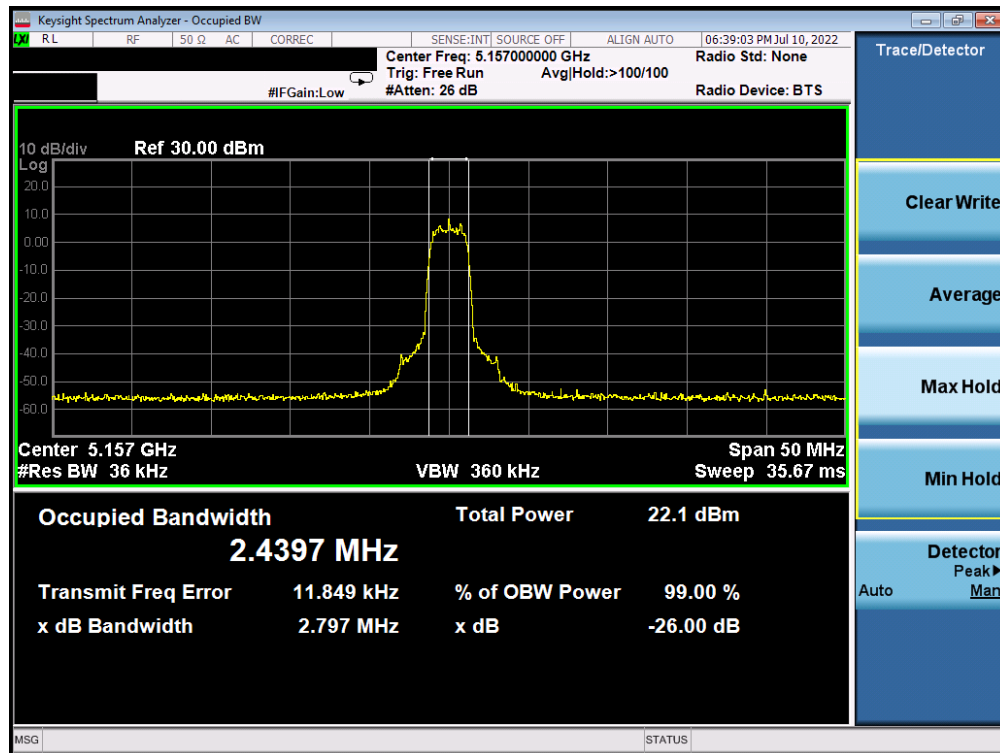 Keysight Spectrum Analyzer - Occupied BW
LXI RL RF 50 Ω AC CORREC SENSE:INT SOURCE OFF ALIGN AUTO 06:39:03 PM Jul 10, 2022
Center Freq: 5.157000000 GHz Radio Std: None
Trig: Free Run Avg|Hold:>100/100
#IFGain:Low #Atten: 26 dB Radio Device: BTS
10 dB/div Ref 30.00 dBm
Log
20.0
10.0
0.00
-10.0
-20.0
-30.0
-40.0
-50.0
-60.0
Center 5.157 GHz Span 50 MHz
#Res BW 36 kHz VBW 360 kHz Sweep 35.67 ms
Occupied Bandwidth Total Power 22.1 dBm
2.4397 MHz
Transmit Freq Error 11.849 kHz % of OBW Power 99.00 %
x dB Bandwidth 2.797 MHz x dB -26.00 dB
MSG STATUS
Trace/Detector
Clear Write
Average
Max Hold
Min Hold
Detector
Peak▶
Auto Man